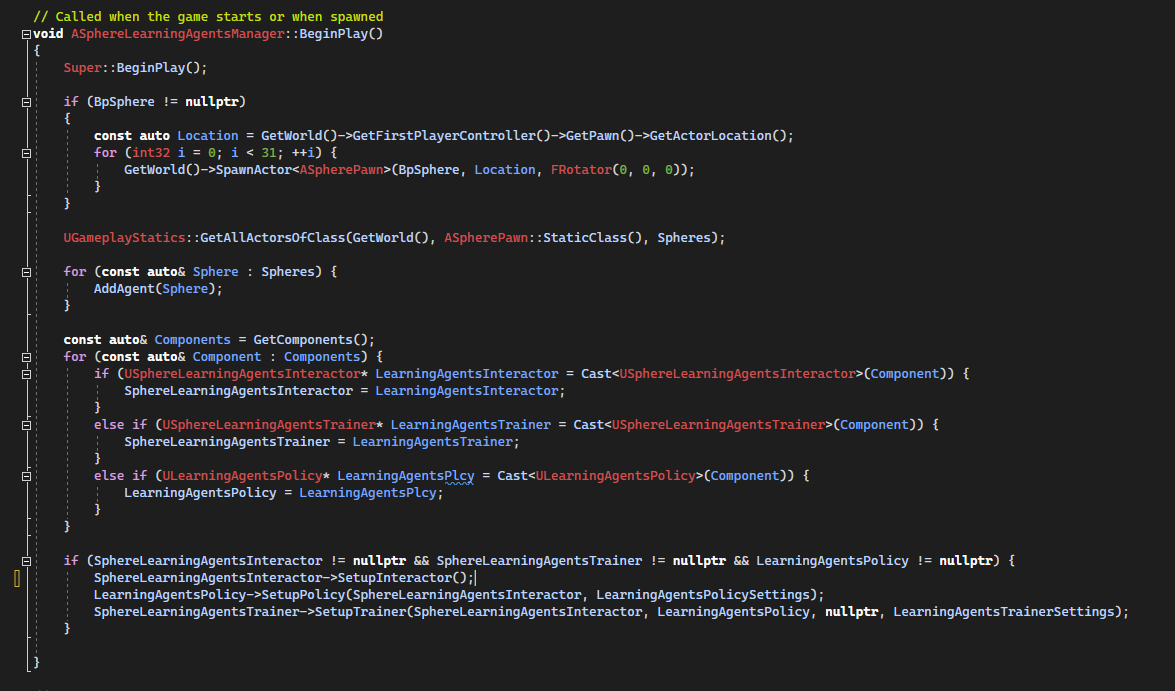 // Called when the game starts or when spawned
void ASphereLearningAgentsManager::BeginPlay()
{
    Super::BeginPlay();

    if (BpSphere != nullptr)
    {
        const auto Location = GetWorld()->GetFirstPlayerController()->GetPawn()->GetActorLocation();
        for (int32 i = 0; i < 31; ++i) {
            GetWorld()->SpawnActor<ASpherePawn>(BpSphere, Location, FRotator(0, 0, 0));
        }
    }

    UGameplayStatics::GetAllActorsOfClass(GetWorld(), ASpherePawn::StaticClass(), Spheres);

    for (const auto& Sphere : Spheres) {
        AddAgent(Sphere);
    }

    const auto& Components = GetComponents();
    for (const auto& Component : Components) {
        if (USphereLearningAgentsInteractor* LearningAgentsInteractor = Cast<USphereLearningAgentsInteractor>(Component)) {
            SphereLearningAgentsInteractor = LearningAgentsInteractor;
        }
        else if (USphereLearningAgentsTrainer* LearningAgentsTrainer = Cast<USphereLearningAgentsTrainer>(Component)) {
            SphereLearningAgentsTrainer = LearningAgentsTrainer;
        }
        else if (ULearningAgentsPolicy* LearningAgentsPlcy = Cast<ULearningAgentsPolicy>(Component)) {
            LearningAgentsPolicy = LearningAgentsPlcy;
        }
    }

    if (SphereLearningAgentsInteractor != nullptr && SphereLearningAgentsTrainer != nullptr && LearningAgentsPolicy != nullptr) {
        SphereLearningAgentsInteractor->SetupInteractor();
        LearningAgentsPolicy->SetupPolicy(SphereLearningAgentsInteractor, LearningAgentsPolicySettings);
        SphereLearningAgentsTrainer->SetupTrainer(SphereLearningAgentsInteractor, LearningAgentsPolicy, nullptr, LearningAgentsTrainerSettings);
    }

}